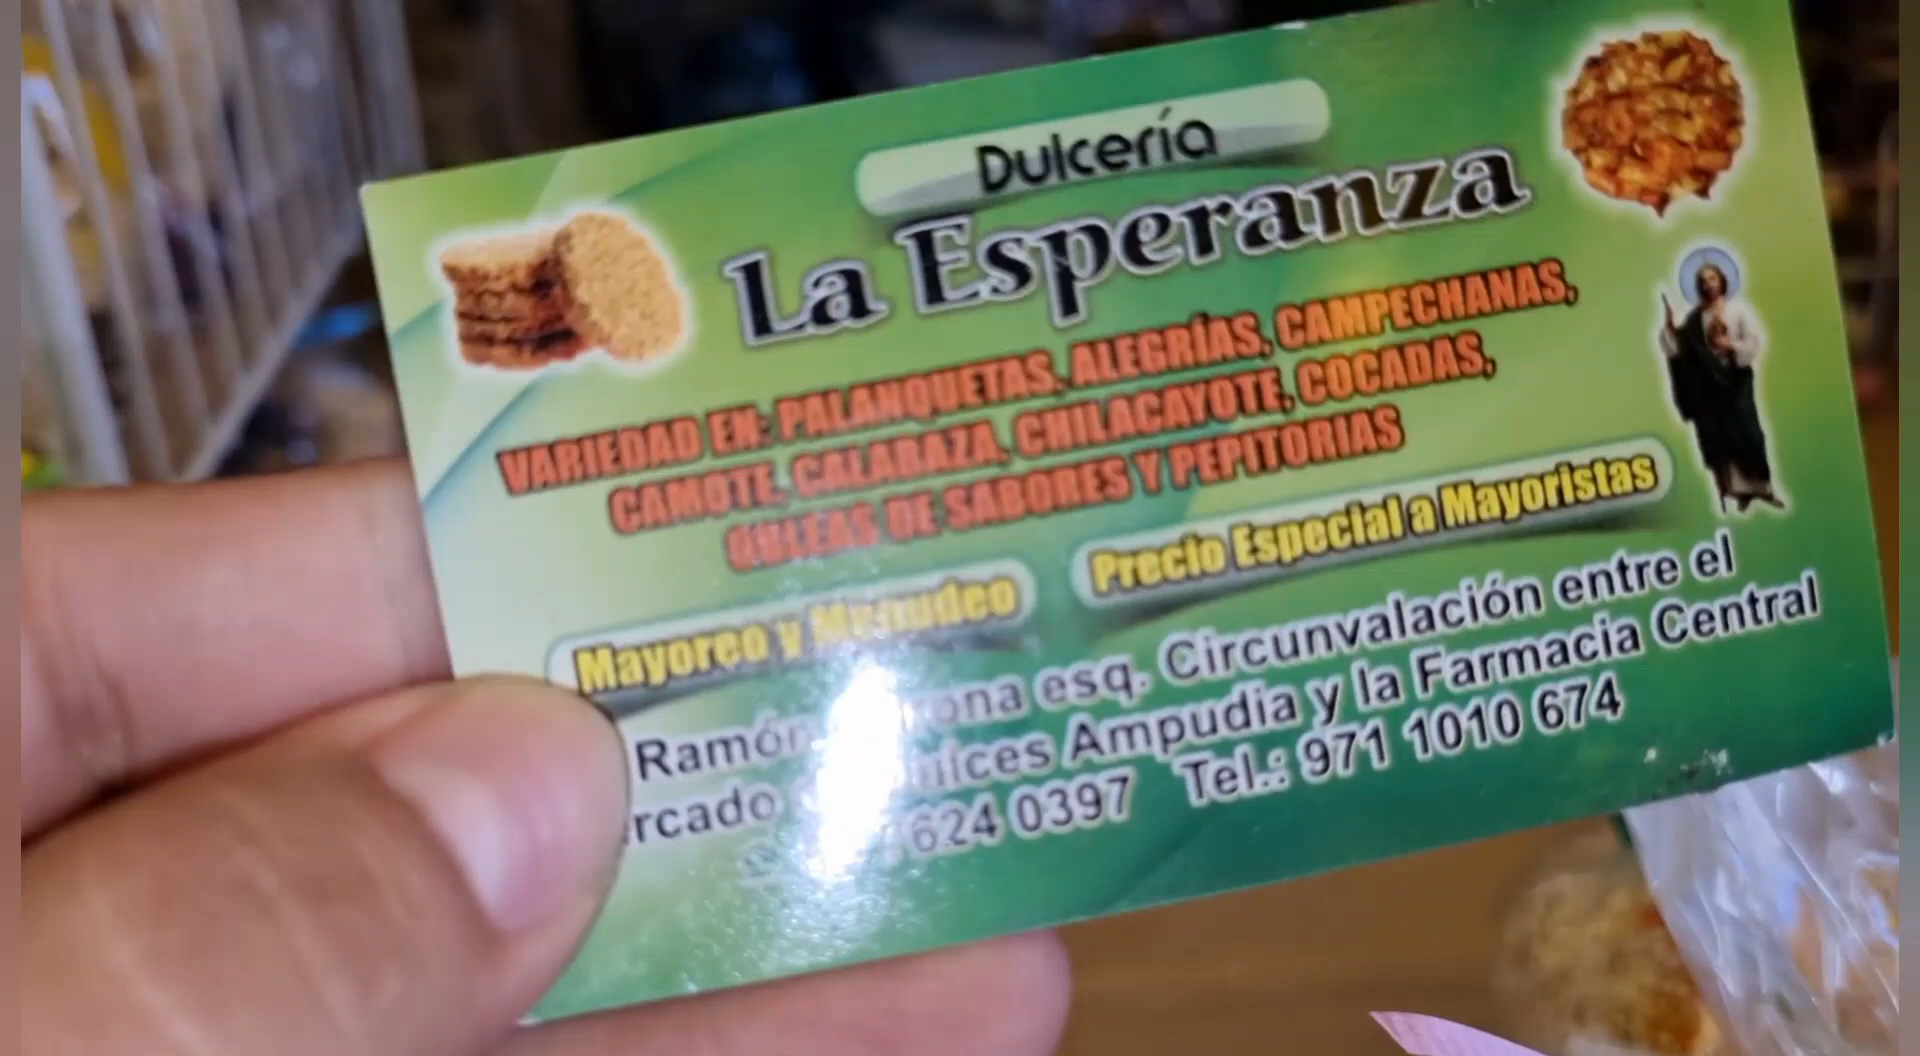 Dulcería
La Esperanza
VARIEDAD EN: PALANQUETAS, ALEGRÍAS, CAMPECHANAS,
CAMOTE, CALABAZA, CHILACAYOTE, COCADAS,
DE SABORES Y PEPITORIAS
Mayoreo y Menudeo
Precio Especial a Mayoristas
Ramón esq. Circunvalación entre el
Ampudia y la Farmacia Central
624 0397 Tel.: 971 1010 674